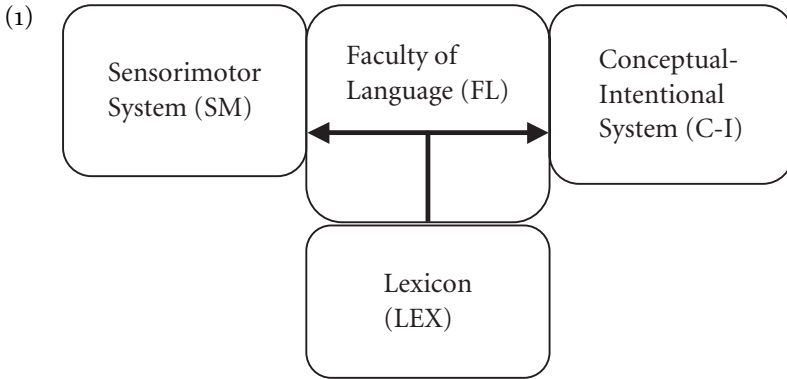 (1)
Sensorimotor
System (SM)
Faculty of
Language (FL)
Conceptual-
Intentional
System (C-I)
Lexicon
(LEX)